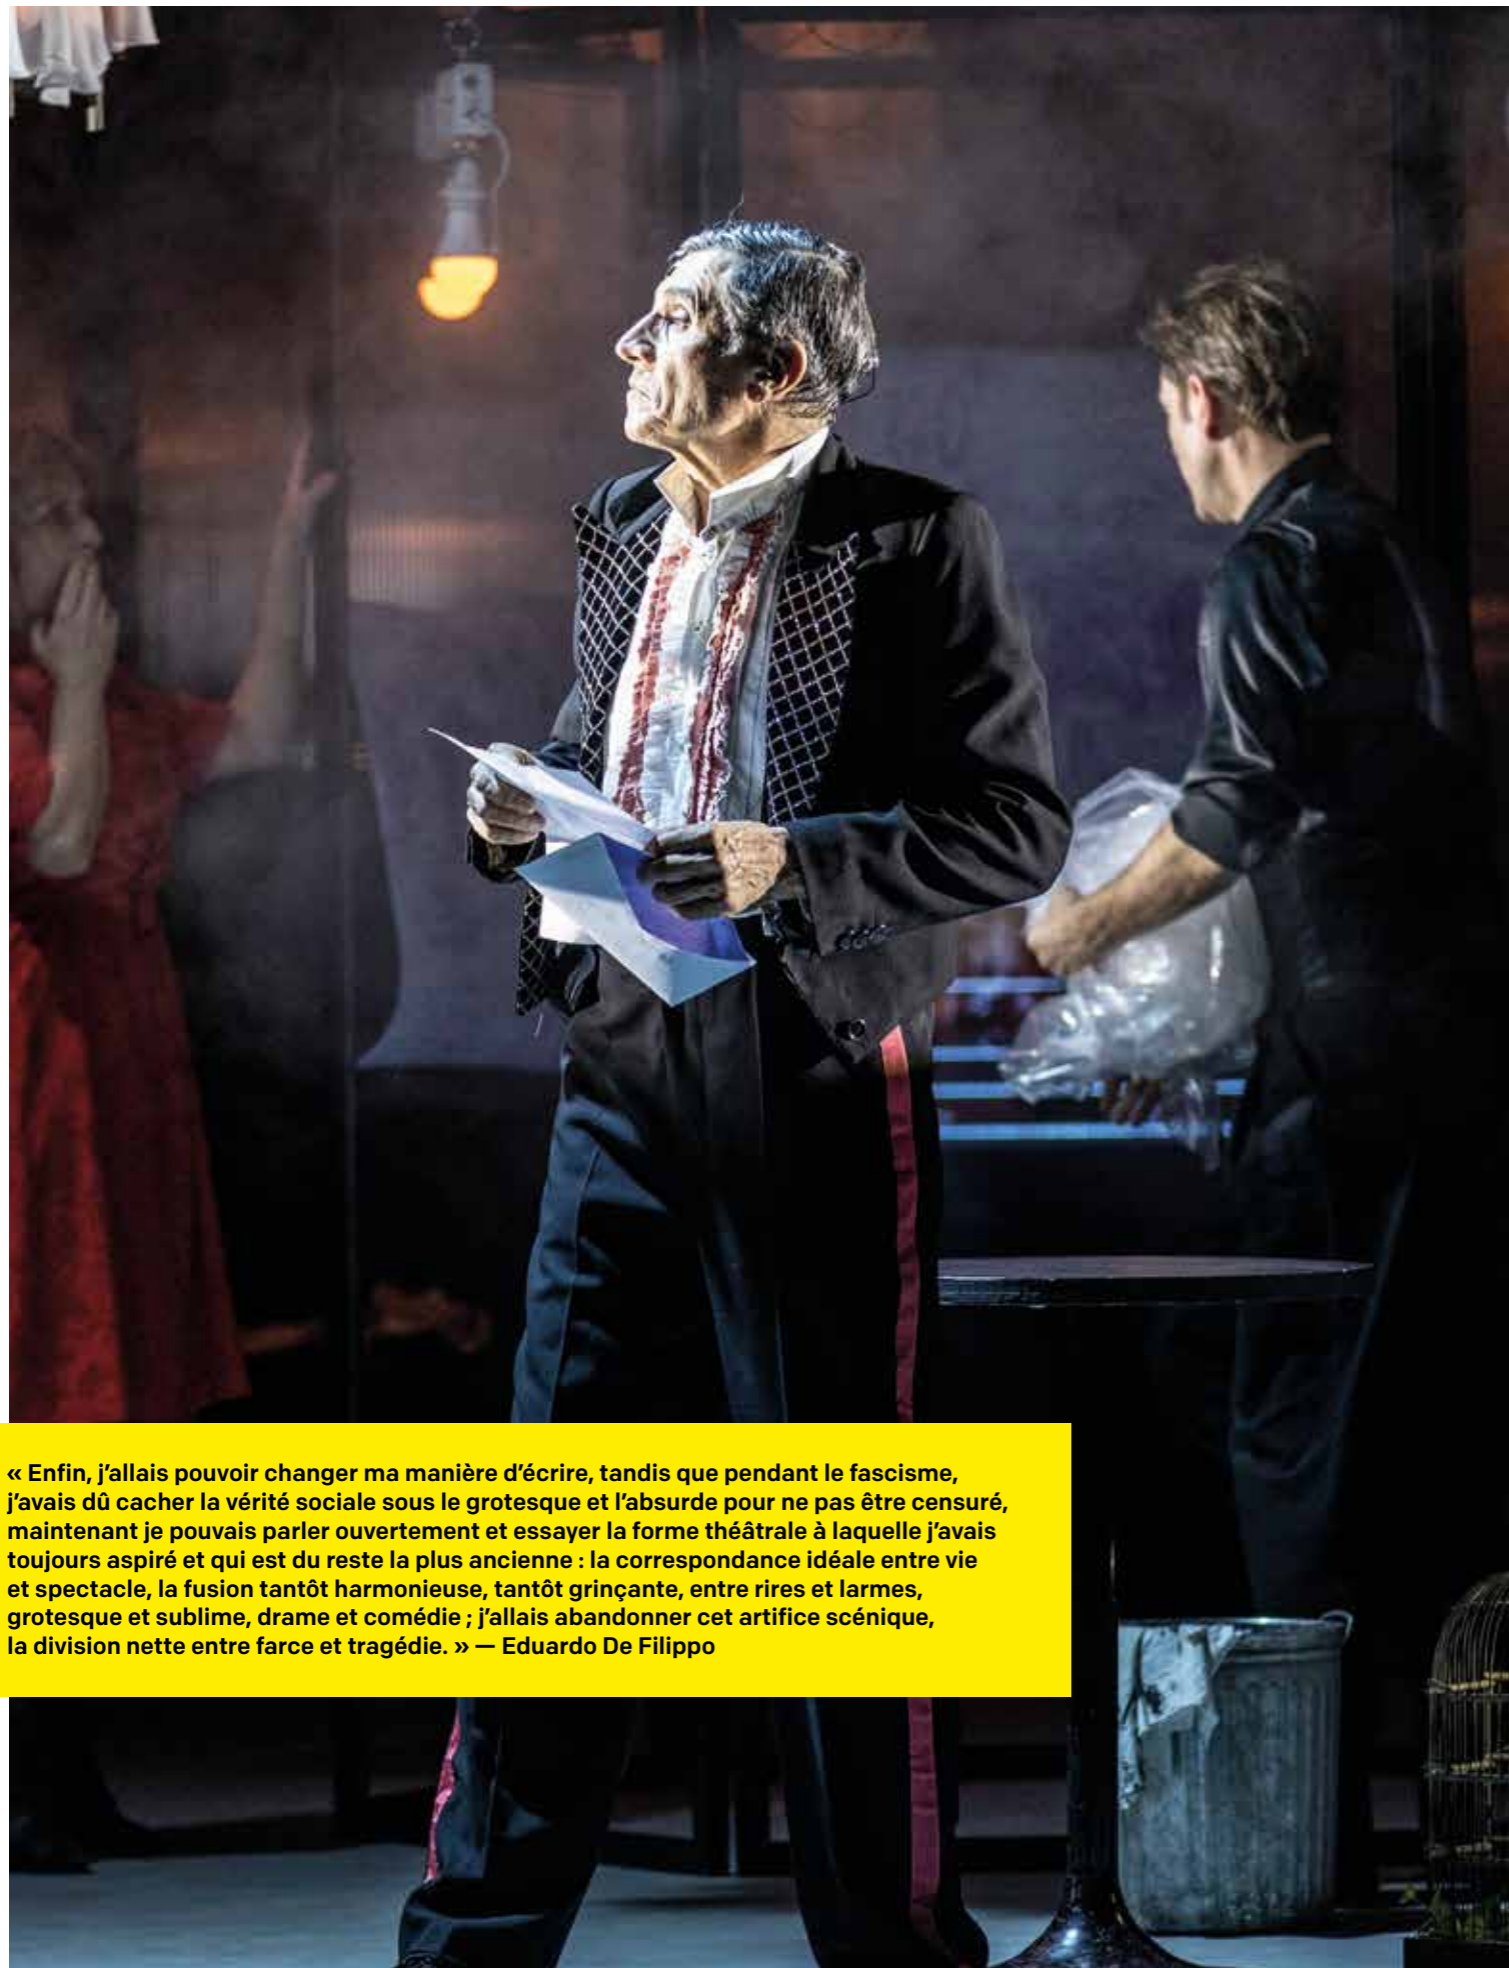 « Enfin, j’allais pouvoir changer ma manière d’écrire, tandis que pendant le fascisme,
j’avais dû cacher la vérité sociale sous le grotesque et l’absurde pour ne pas être censuré,
maintenant je pouvais parler ouvertement et essayer la forme théâtrale à laquelle j’avais
toujours aspiré et qui est du reste la plus ancienne : la correspondance idéale entre vie
et spectacle, la fusion tantôt harmonieuse, tantôt grinçante, entre rires et larmes,
grotesque et sublime, drame et comédie ; j’allais abandonner cet artifice scénique,
la division nette entre farce et tragédie. » — Eduardo De Filippo